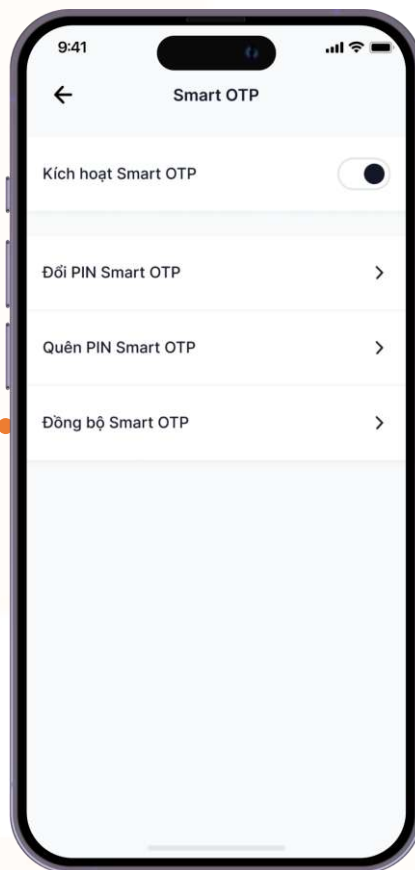 9:41
Smart OTP
Kích hoạt Smart OTP
Đổi PIN Smart OTP
Quên PIN Smart OTP
Đồng bộ Smart OTP